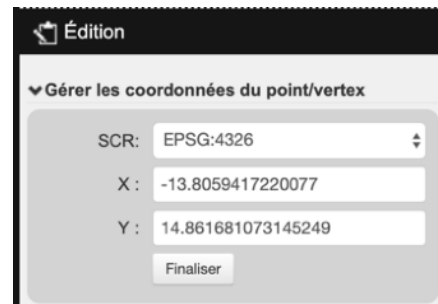 Édition
Gérer les coordonnées du point/vertex
SCR: EPSG:4326
X : -13.8059417220077
Y : 14.861681073145249
Finaliser